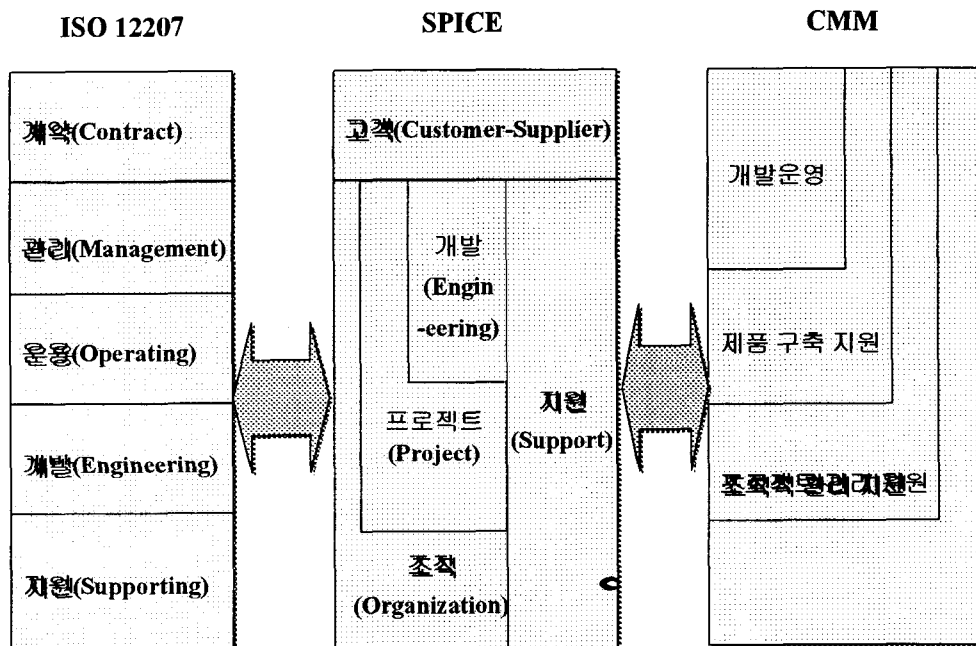 ISO 12207
SPICE
CMM
계약(Contract)
관리(Management)
운용(Operating)
개발(Engineering)
지원(Supporting)
고객(Customer-Supplier)
개발
(Engin
-eering)
프로젝트
(Project)
지원
(Support)
조직
(Organization)
개발운영
제품 구축 지원